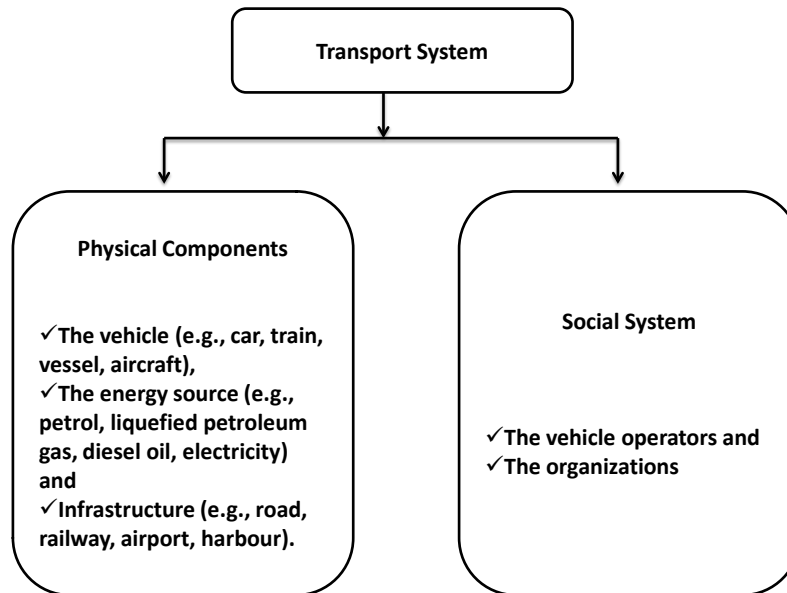 Transport System
Physical Components
✓The vehicle (e.g., car, train,
vessel, aircraft),
✓The energy source (e.g.,
petrol, liquefied petroleum
gas, diesel oil, electricity)
and
✓Infrastructure (e.g., road,
railway, airport, harbour).
Social System
✓The vehicle operators and
✓The organizations